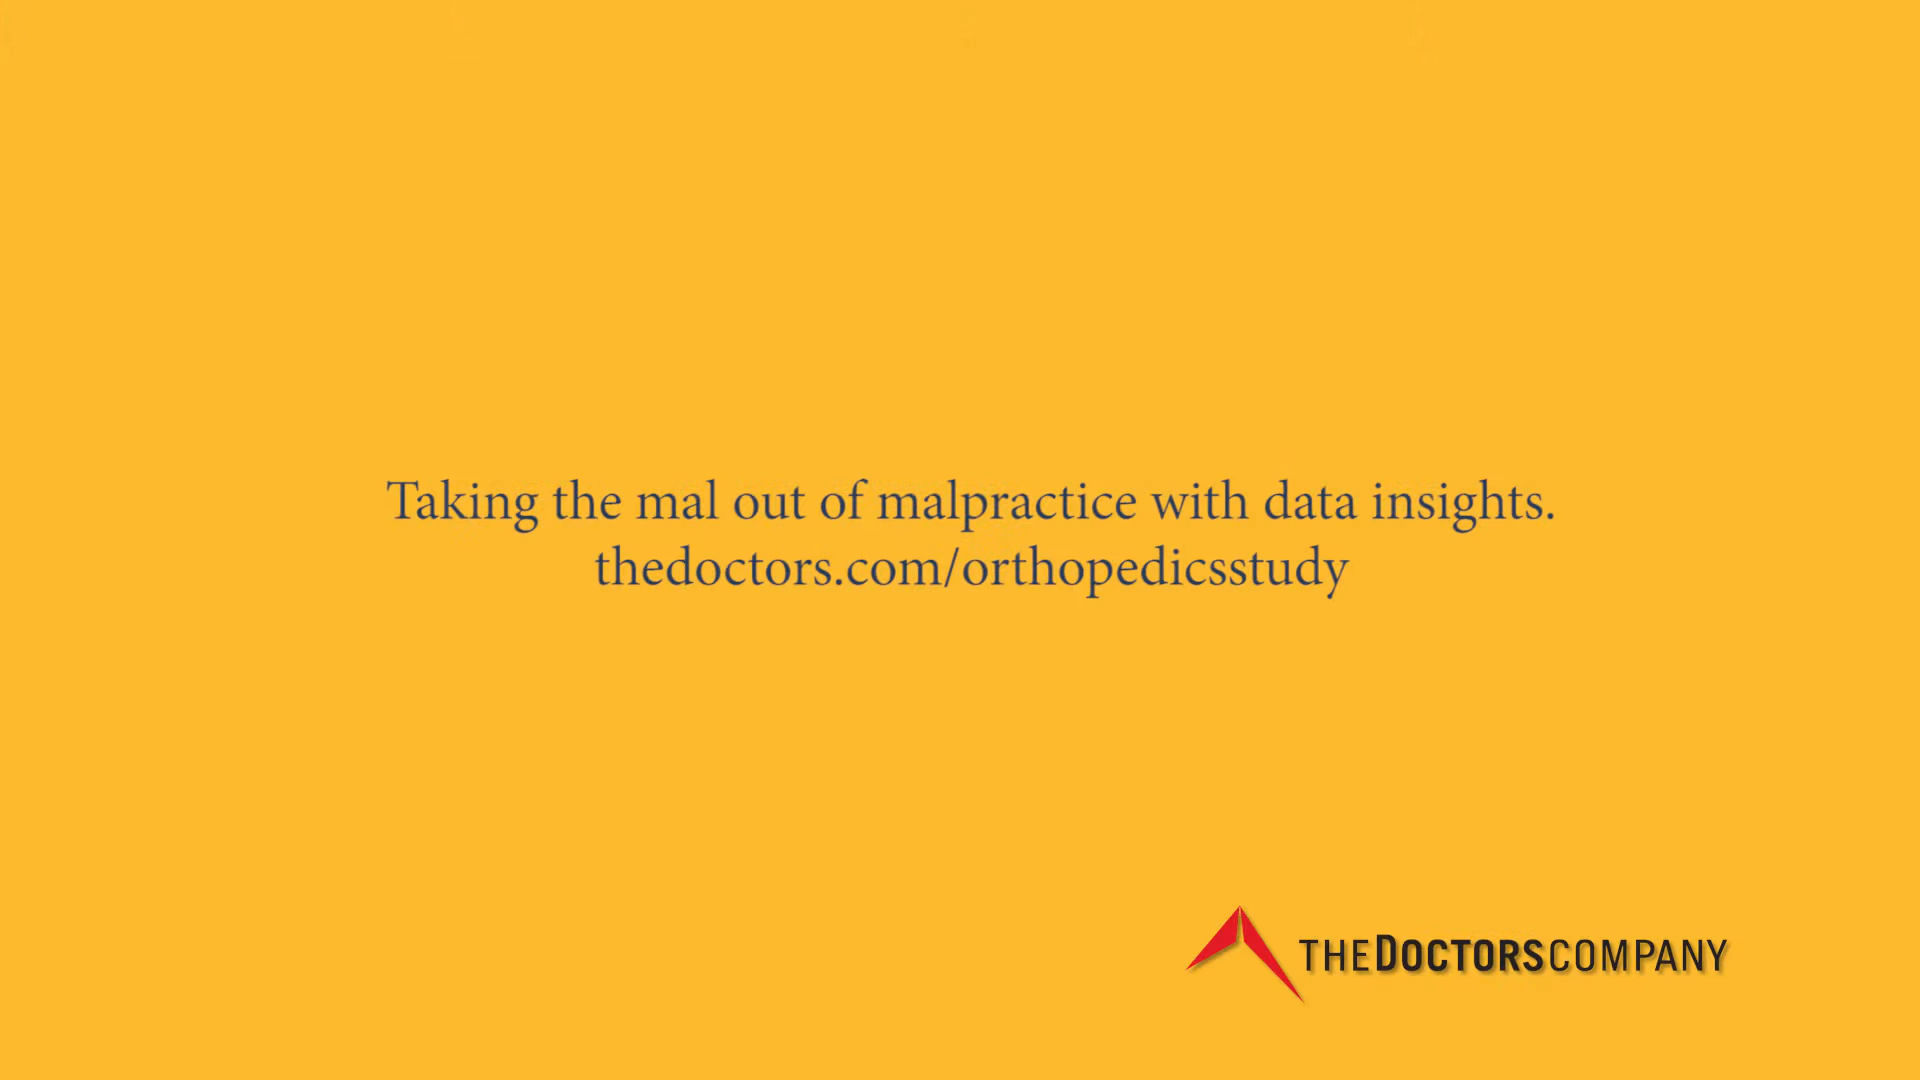 Taking the mal out of malpractice with data insights.
thedoctors.com/orthopedicsstudy
THEDOCTORSCOMPANY